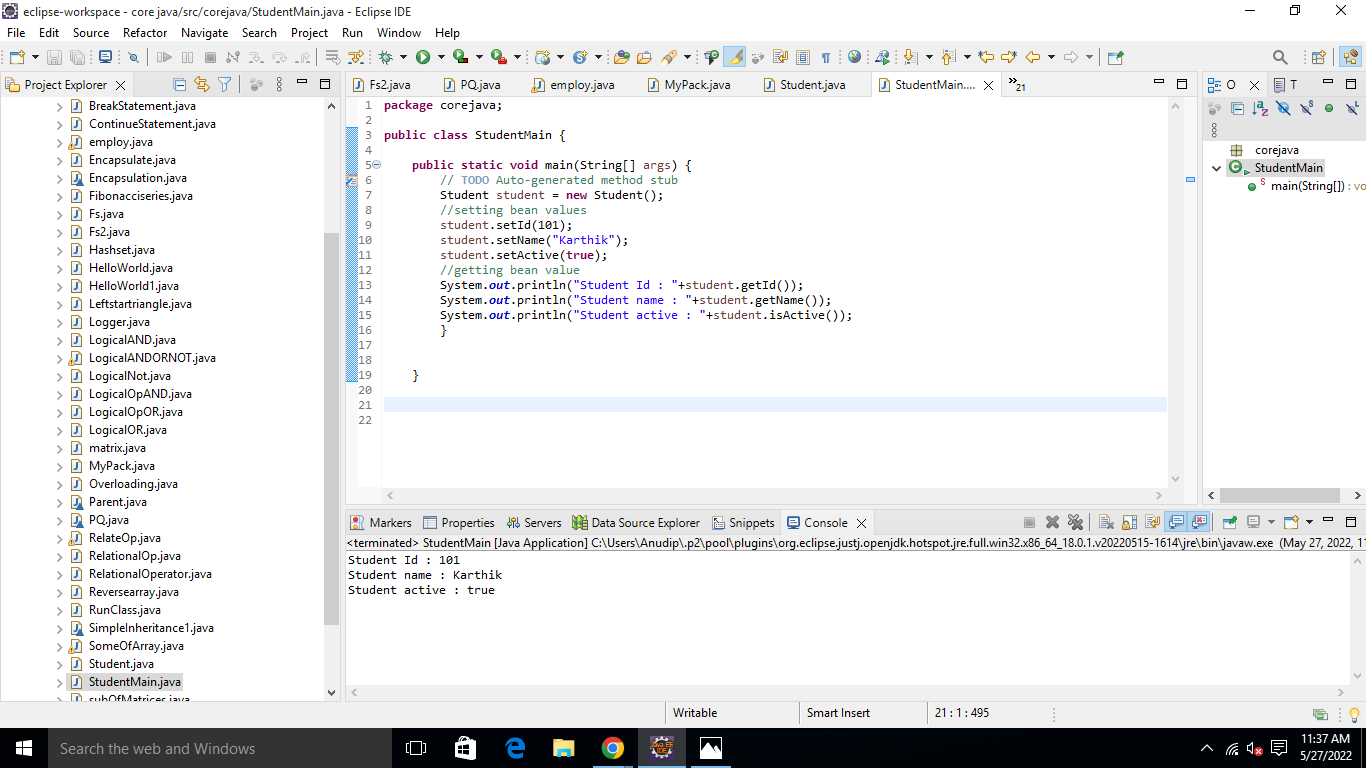 eclipse-workspace - core java/src/corejava/StudentMain.java - Eclipse IDE
File Edit Source Refactor Navigate Search Project Run Window Help
Project Explorer
BreakStatement.java
ContinueStatement.java
employ.java
Encapsulate.java
Encapsulation.java
Fibonacciseries.java
Fs.java
Fs2.java
Hashset.java
HelloWorld.java
HelloWorld1.java
Leftstartriangle.java
Logger.java
LogicalAND.java
LogicalANDORNOT.java
LogicalNot.java
LogicalOpAND.java
LogicalOpOR.java
LogicalOR.java
matrix.java
MyPack.java
Overloading.java
Parent.java
PQ.java
RelateOp.java
RelationalOp.java
RelationalOperator.java
Reversearray.java
RunClass.java
SimpleInheritance1.java
SomeOfArray.java
Student.java
StudentMain.java
subOfMatrices.java
Fs2.java PQ.java employ.java MyPack.java Student.java StudentMain.... 21
1 package corejava;
2
3 public class StudentMain {
4
5 public static void main(String[] args) {
6 // TODO Auto-generated method stub
7 Student student = new Student();
8 //setting bean values
9 student.setId(101);
10 student.setName("Karthik");
11 student.setActive(true);
12 //getting bean value
13 System.out.println("Student Id : "+student.getId());
14 System.out.println("Student name : "+student.getName());
15 System.out.println("Student active : "+student.isActive());
16 }
17
18
19 }
20
21
22
O T
corejava
StudentMain
main(String[]) : vo
Markers Properties Servers Data Source Explorer Snippets Console
<terminated> StudentMain [Java Application] C:\Users\Anudip\.p2\pool\plugins\org.eclipse.justj.openjdk.hotspot.jre.full.win32.x86_64_18.0.1.v20220515-1614\jre\bin\javaw.exe (May 27, 2022, 11
Student Id : 101
Student name : Karthik
Student active : true
Writable Smart Insert 21 : 1 : 495
Search the web and Windows
11:37 AM
5/27/2022